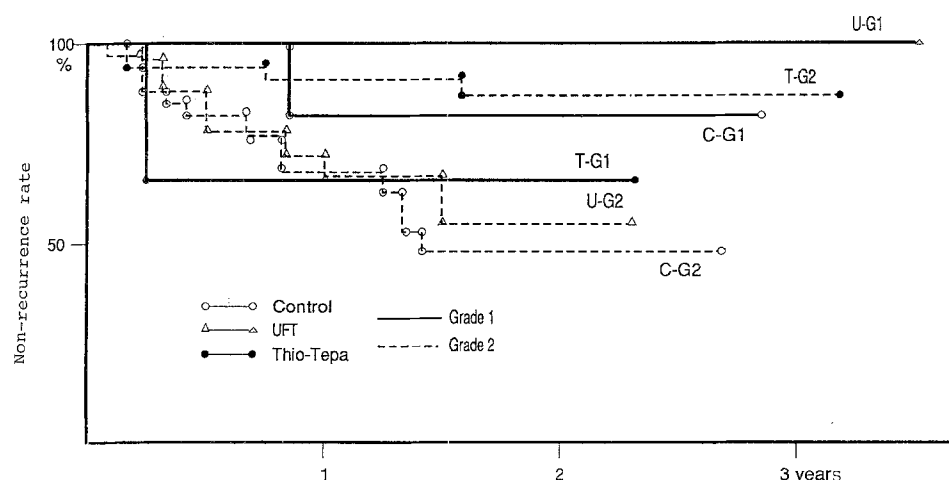 U-G1
100
%
T-G2
C-G1
T-G1
U-G2
50
C-G2
Non-recurrence rate
Control
UFT
Thio-Tepa
Grade 1
Grade 2
1
2
3 years